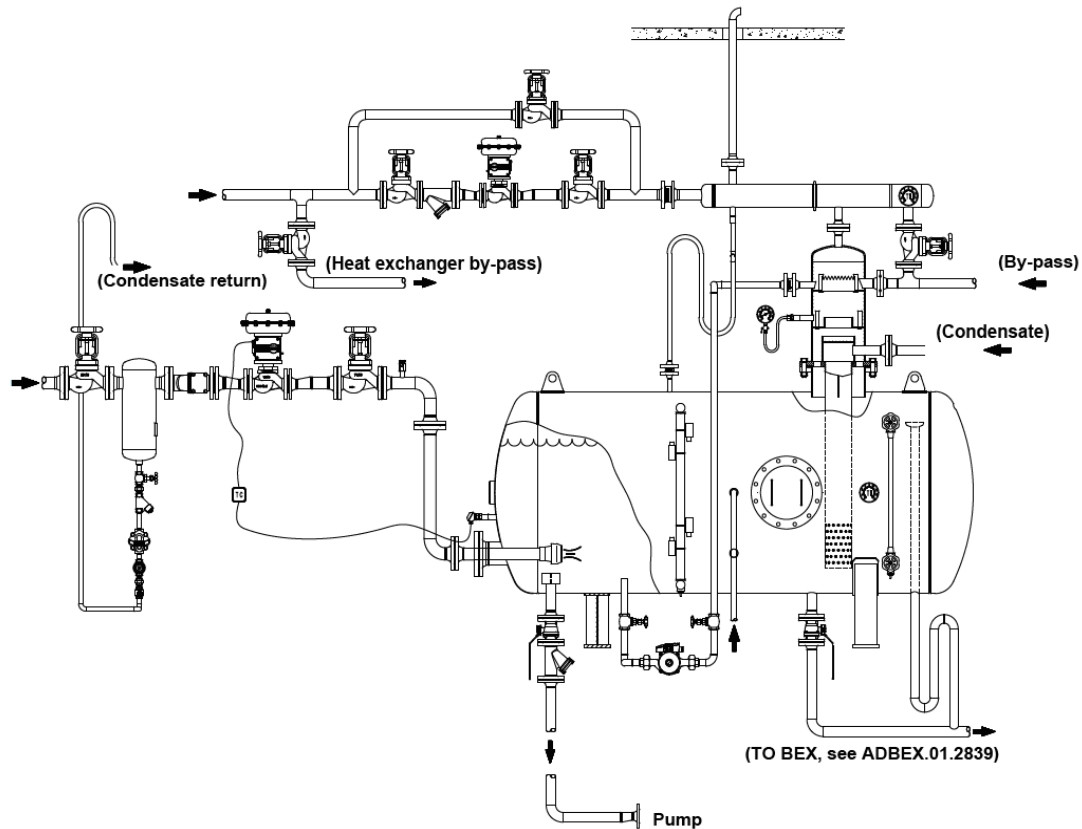 (Condensate return)
(Heat exchanger by-pass)
(By-pass)
(Condensate)
TC
(TO BEX, see ADBEX.01.2839)
Pump